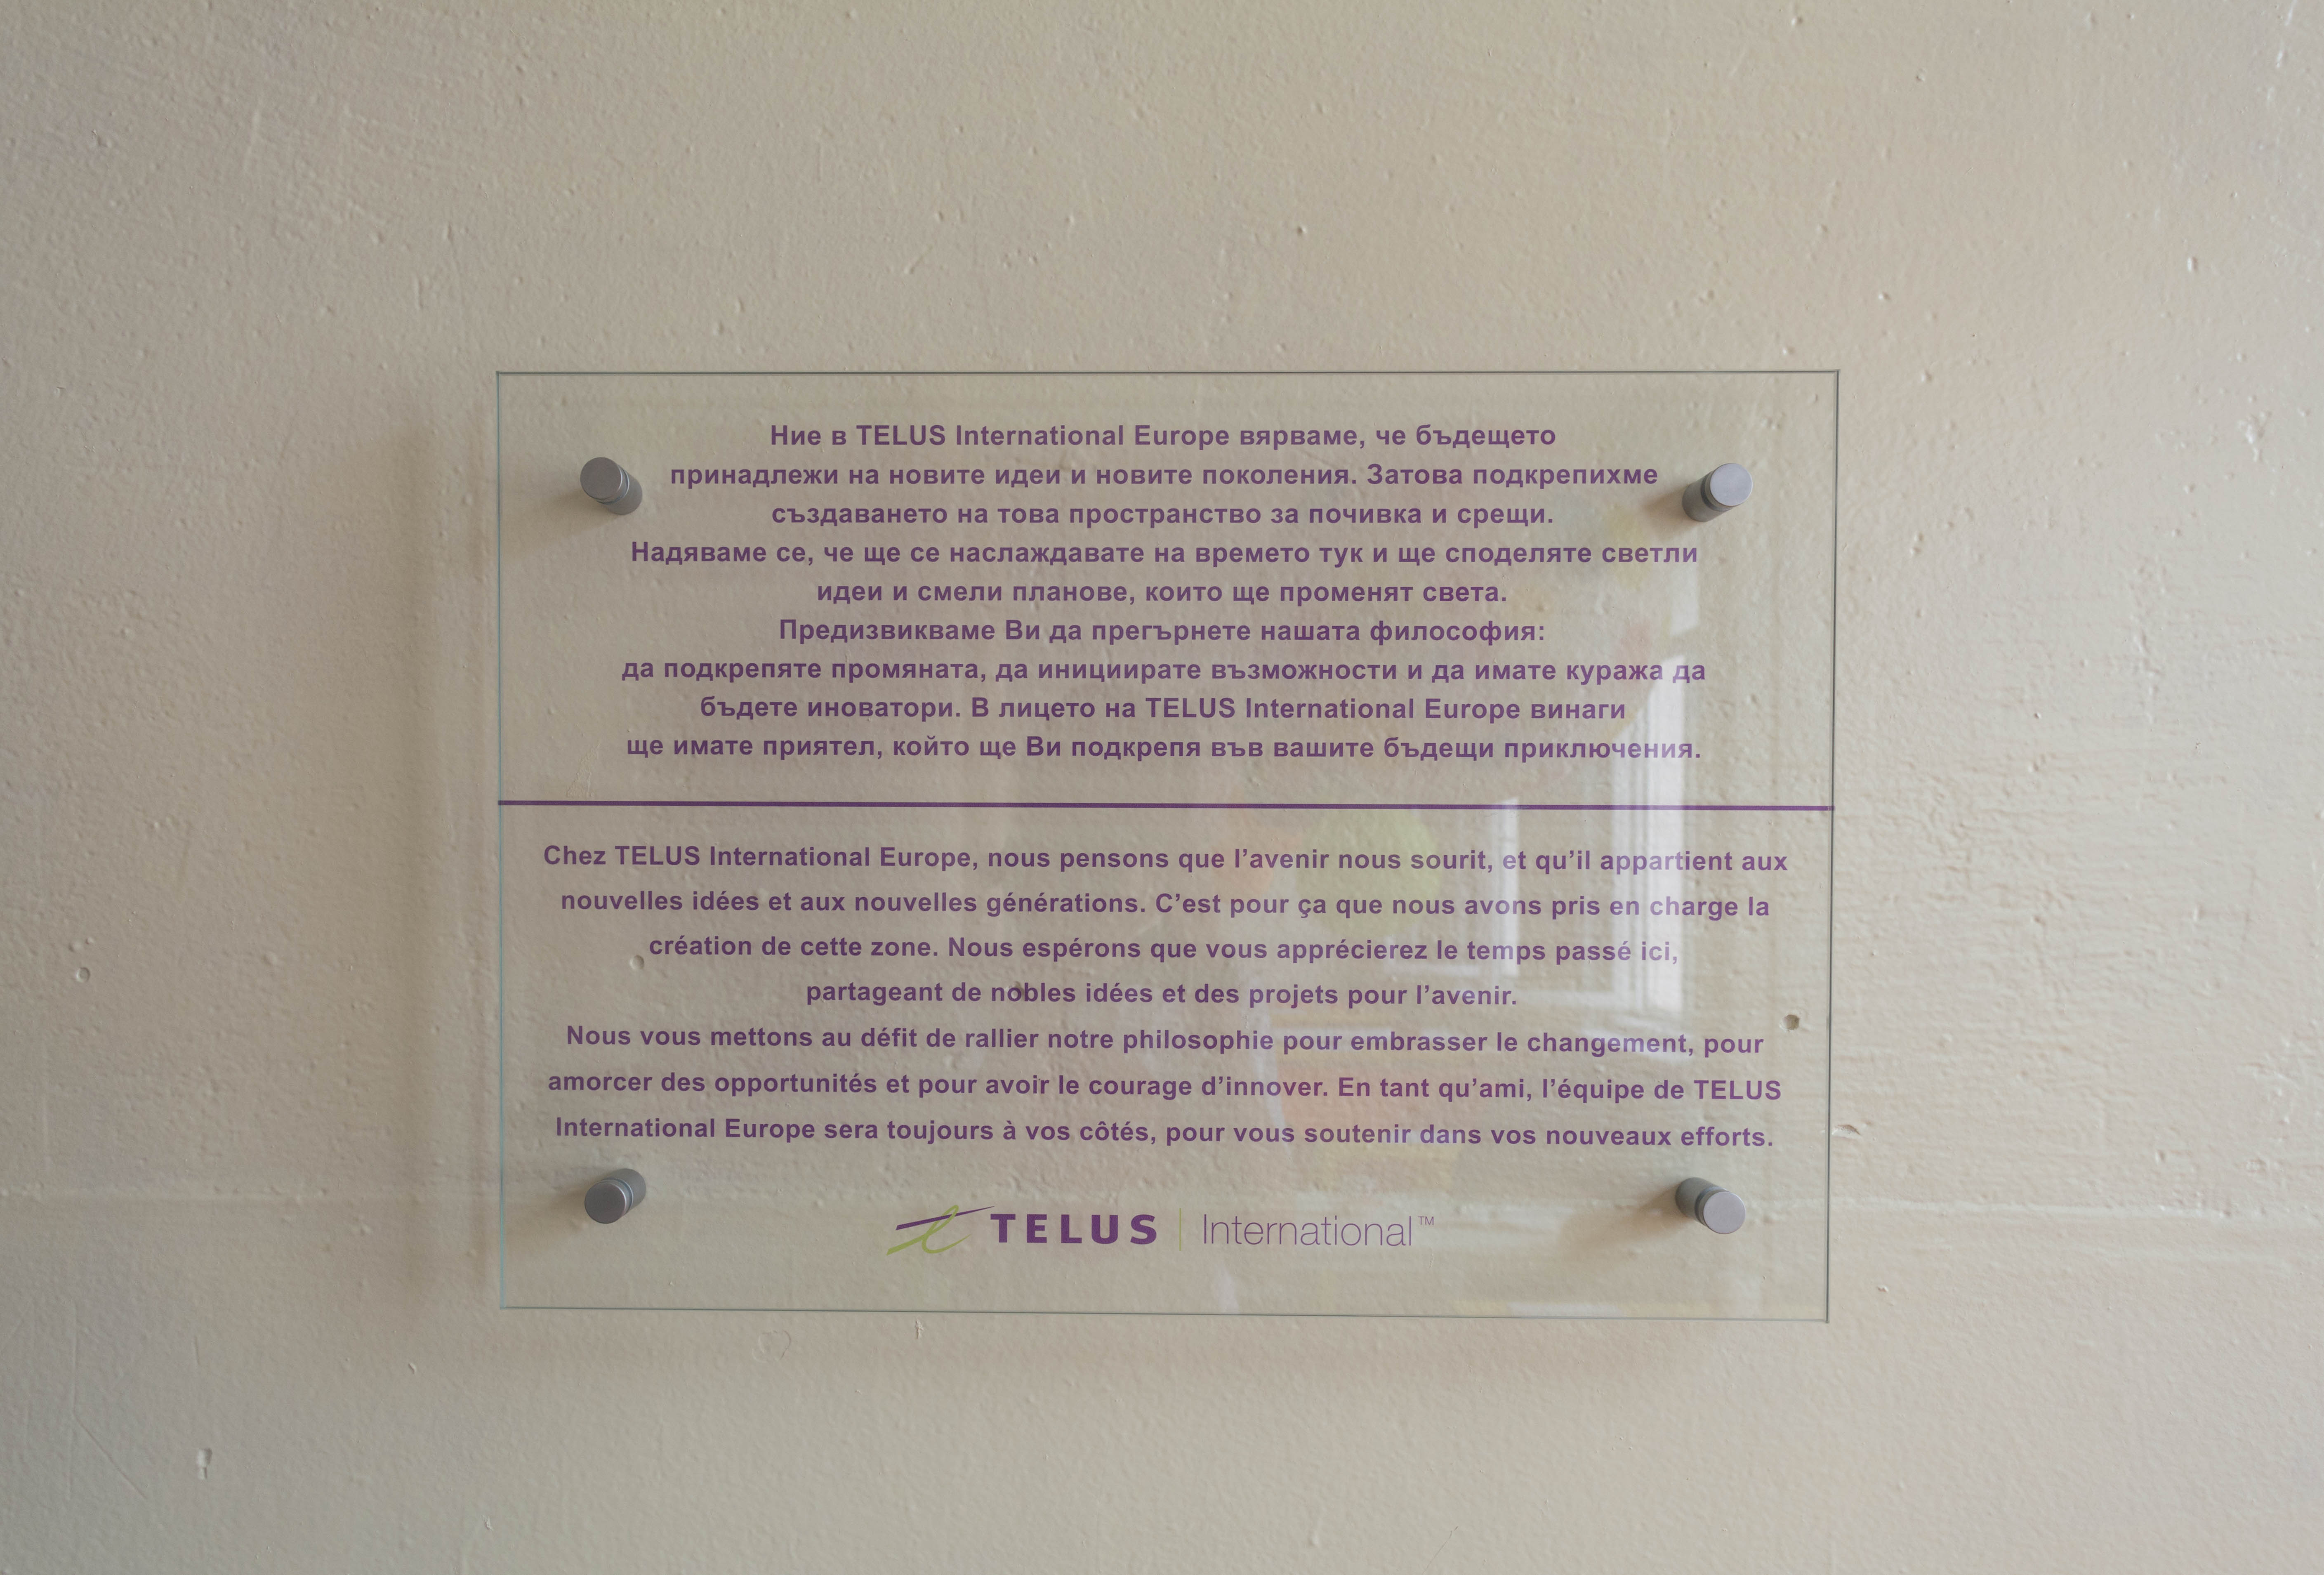 Ние в TELUS International Europe вярваме, че бъдещето
принадлежи на новите идеи и новите поколения. Затова подкрепихме
създаването на това пространство за почивка и срещи.
Надяваме се, че ще се наслаждавате на времето тук и ще споделяте светли
идеи и смели планове, които ще променят света.
Предизвикваме Ви да прегърнете нашата философия:
да подкрепяте промяната, да инициирате възможности и да имате куража да
бъдете иноватори. В лицето на TELUS International Europe винаги
ще имате приятел, който ще Ви подкрепя във вашите бъдещи приключения.
Chez TELUS International Europe, nous pensons que l’avenir nous sourit, et qu’il appartient aux
nouvelles idées et aux nouvelles générations. C’est pour ça que nous avons pris en charge la
création de cette zone. Nous espérons que vous apprécierez le temps passé ici,
partageant de nobles idées et des projets pour l’avenir.
Nous vous mettons au défit de rallier notre philosophie pour embrasser le changement, pour
amorcer des opportunités et pour avoir le courage d’innover. En tant qu’ami, l’équipe de TELUS
International Europe sera toujours à vos côtés, pour vous soutenir dans vos nouveaux efforts.
TELUS International™